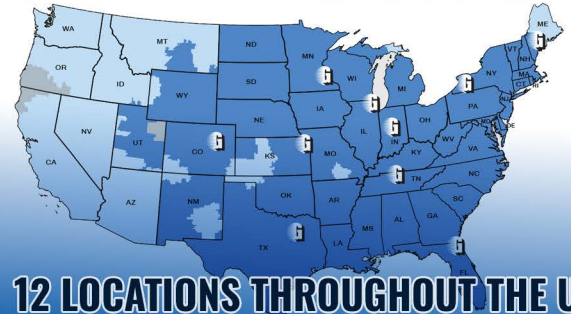 WA
MT
ND
MN
ME
OR
ID
SD
WI
MI
NY
VT
NH
MA
CT
RI
WY
IA
PA
NJ
NV
UT
NE
IL
IN
OH
MD
DE
CO
KS
MO
KY
WV
VA
CA
AZ
NM
OK
AR
TN
NC
SC
TX
LA
MS
AL
GA
FL
G
G
G
G
G
G
G
G
G
G
12 LOCATIONS THROUGHOUT THE U